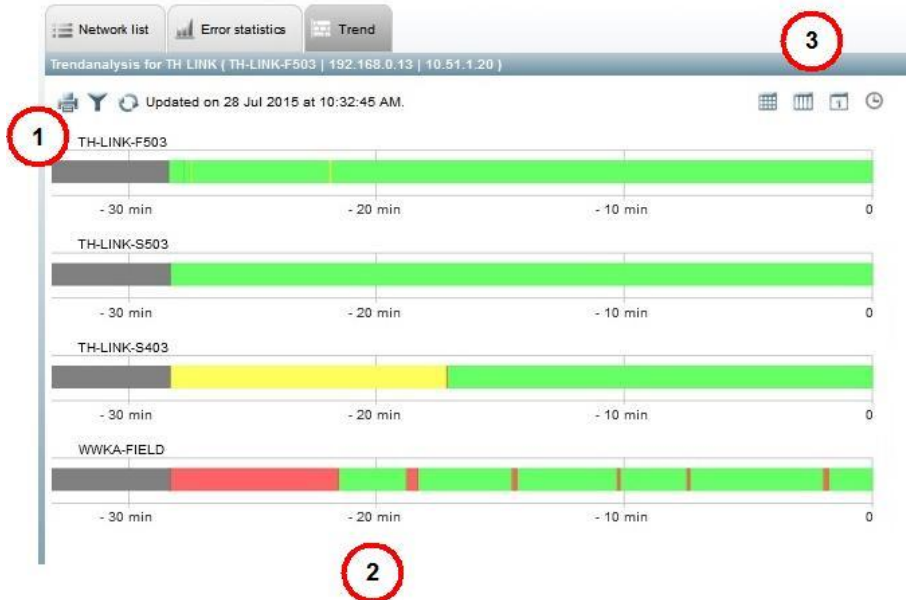 Network list
Error statistics
Trend
3
Trendanalysis for TH LINK ( TH-LINK-F503 | 192.168.0.13 | 10.51.1.20 )
Updated on 28 Jul 2015 at 10:32:45 AM.
1
1
TH-LINK-F503
- 30 min - 20 min - 10 min 0
TH-LINK-S503
- 30 min - 20 min - 10 min 0
TH-LINK-S403
- 30 min - 20 min - 10 min 0
WWKA-FIELD
- 30 min - 20 min - 10 min 0
2